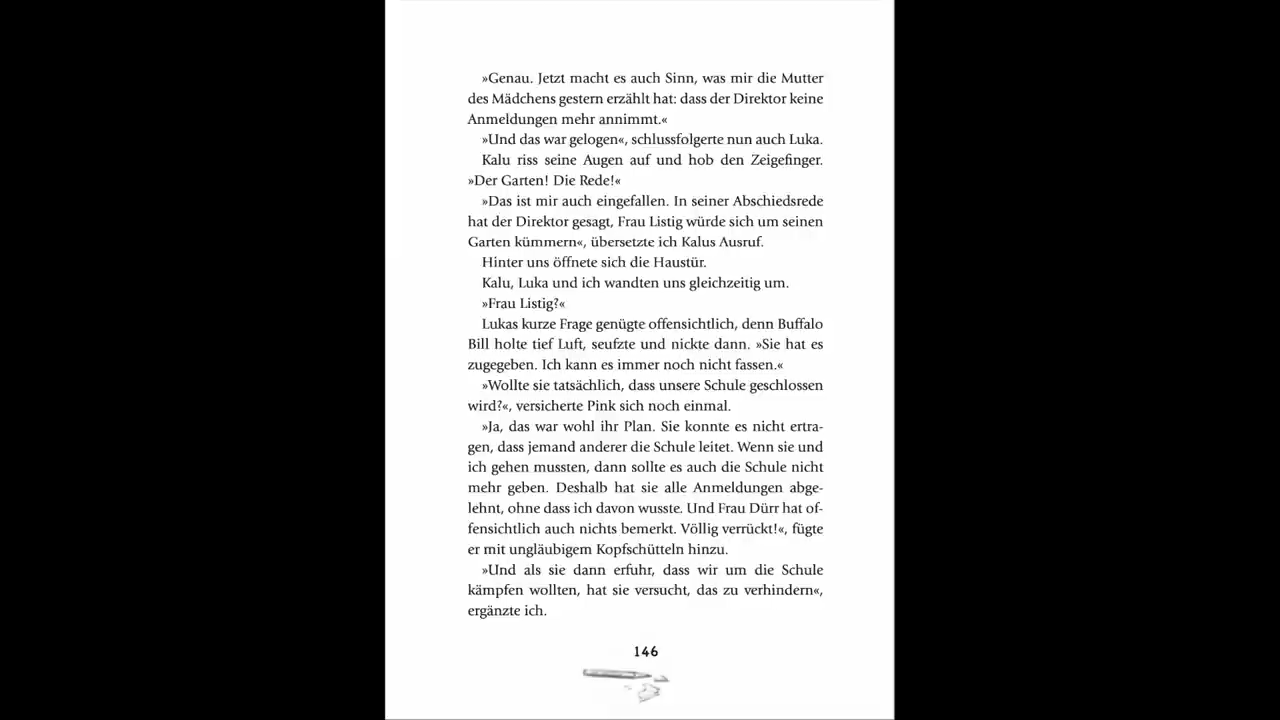 »Genau. Jetzt macht es auch Sinn, was mir die Mutter
des Mädchens gestern erzählt hat: dass der Direktor keine
Anmeldungen mehr annimmt.«
»Und das war gelogen«, schlussfolgerte nun auch Luka.
Kalu riss seine Augen auf und hob den Zeigefinger.
»Der Garten! Die Rede!«
»Das ist mir auch eingefallen. In seiner Abschiedsrede
hat der Direktor gesagt, Frau Listig würde sich um seinen
Garten kümmern«, übersetzte ich Kalus Ausruf.
Hinter uns öffnete sich die Haustür.
Kalu, Luka und ich wandten uns gleichzeitig um.
»Frau Listig?«
Lukas kurze Frage genügte offensichtlich, denn Buffalo
Bill holte tief Luft, seufzte und nickte dann. »Sie hat es
zugegeben. Ich kann es immer noch nicht fassen.«
»Wollte sie tatsächlich, dass unsere Schule geschlossen
wird?«, versicherte Pink sich noch einmal.
»Ja, das war wohl ihr Plan. Sie konnte es nicht ertra-
gen, dass jemand anderer die Schule leitet. Wenn sie und
ich gehen mussten, dann sollte es auch die Schule nicht
mehr geben. Deshalb hat sie alle Anmeldungen abge-
lehnt, ohne dass ich davon wusste. Und Frau Dürr hat of-
fensichtlich auch nichts bemerkt. Völlig verrückt!«, fügte
er mit ungläubigem Kopfschütteln hinzu.
»Und als sie dann erfuhr, dass wir um die Schule
kämpfen wollten, hat sie versucht, das zu verhindern«,
ergänzte ich.
146